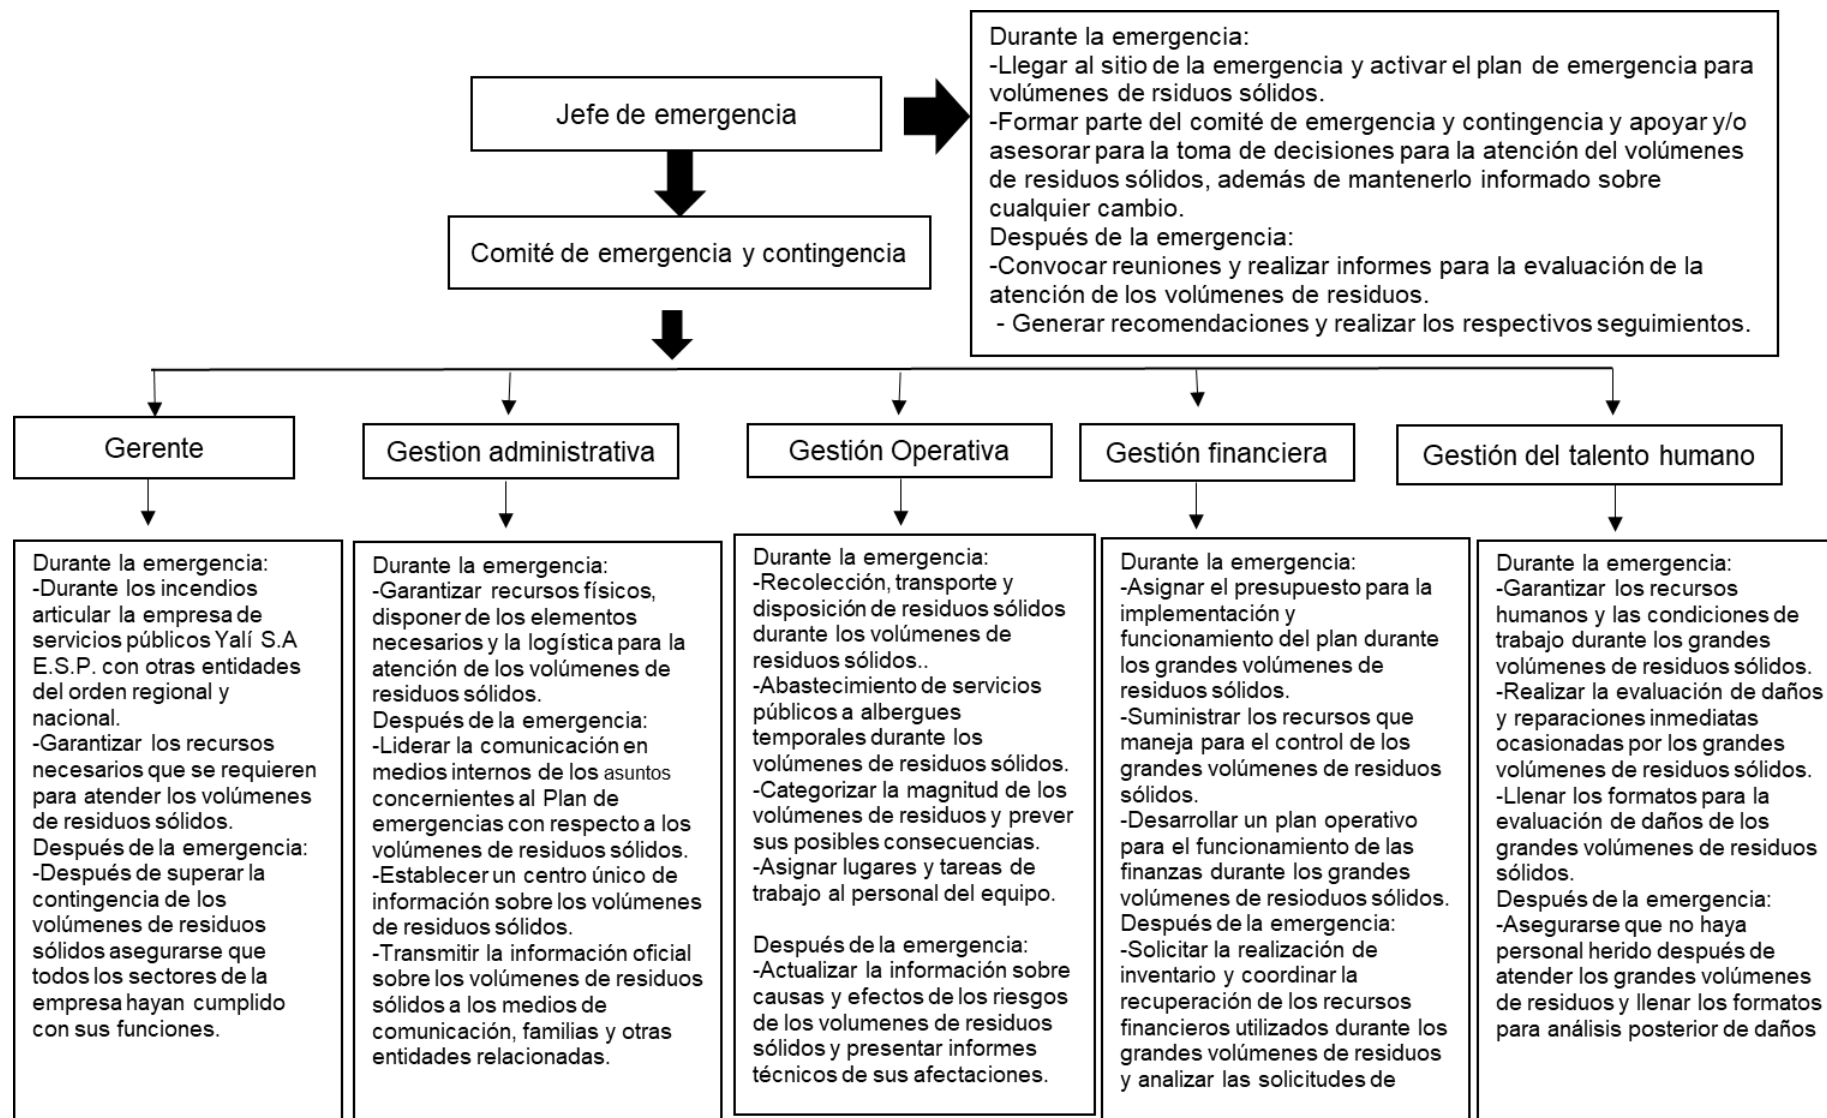 Jefe de emergencia
Durante la emergencia:
-Llegar al sitio de la emergencia y activar el plan de emergencia para
volúmenes de rsiduos sólidos.
-Formar parte del comité de emergencia y contingencia y apoyar y/o
asesorar para la toma de decisiones para la atención del volúmenes
de residuos sólidos, además de mantenerlo informado sobre
cualquier cambio.
Después de la emergencia:
-Convocar reuniones y realizar informes para la evaluación de la
atención de los volúmenes de residuos.
- Generar recomendaciones y realizar los respectivos seguimientos.
Comité de emergencia y contingencia
Gerente
Gestion administrativa
Gestión Operativa
Gestión financiera
Gestión del talento humano
Durante la emergencia:
-Durante los incendios
articular la empresa de
servicios públicos Yalí S.A
E.S.P. con otras entidades
del orden regional y
nacional.
-Garantizar los recursos
necesarios que se requieren
para atender los volúmenes
de residuos sólidos.
Después de la emergencia:
-Después de superar la
contingencia de los
volúmenes de residuos
sólidos asegurarse que
todos los sectores de la
empresa hayan cumplido
con sus funciones.
Durante la emergencia:
-Garantizar recursos físicos,
disponer de los elementos
necesarios y la logística para la
atención de los volúmenes de
residuos sólidos.
Después de la emergencia:
-Liderar la comunicación en
medios internos de los asuntos
concernientes al Plan de
emergencias con respecto a los
volúmenes de residuos sólidos.
-Establecer un centro único de
información sobre los volúmenes
de residuos sólidos.
-Transmitir la información oficial
sobre los volúmenes de residuos
sólidos a los medios de
comunicación, familias y otras
entidades relacionadas.
Durante la emergencia:
-Recolección, transporte y
disposición de residuos sólidos
durante los volúmenes de
residuos sólidos..
-Abastecimiento de servicios
públicos a albergues
temporales durante los
volúmenes de residuos sólidos.
-Categorizar la magnitud de los
volúmenes de residuos y prever
sus posibles consecuencias.
-Asignar lugares y tareas de
trabajo al personal del equipo.
Después de la emergencia:
-Actualizar la información sobre
causas y efectos de los riesgos
de los volumenes de residuos
sólidos y presentar informes
técnicos de sus afectaciones.
Durante la emergencia:
-Asignar el presupuesto para la
implementación y
funcionamiento del plan durante
los grandes volúmenes de
residuos sólidos.
-Suministrar los recursos que
maneja para el control de los
grandes volúmenes de residuos
sólidos.
-Desarrollar un plan operativo
para el funcionamiento de las
finanzas durante los grandes
volúmenes de resioduos sólidos.
Después de la emergencia:
-Solicitar la realización de
inventario y coordinar la
recuperación de los recursos
financieros utilizados durante los
grandes volúmenes de residuos
y analizar las solicitudes de
Durante la emergencia:
-Garantizar los recursos
humanos y las condiciones de
trabajo durante los grandes
volúmenes de residuos sólidos.
-Realizar la evaluación de daños
y reparaciones inmediatas
ocasionadas por los grandes
volúmenes de residuos sólidos.
-Llenar los formatos para la
evaluación de daños de los
grandes volúmenes de residuos
sólidos.
Después de la emergencia:
-Asegurarse que no haya
personal herido después de
atender los grandes volúmenes
de residuos y llenar los formatos
para análisis posterior de daños